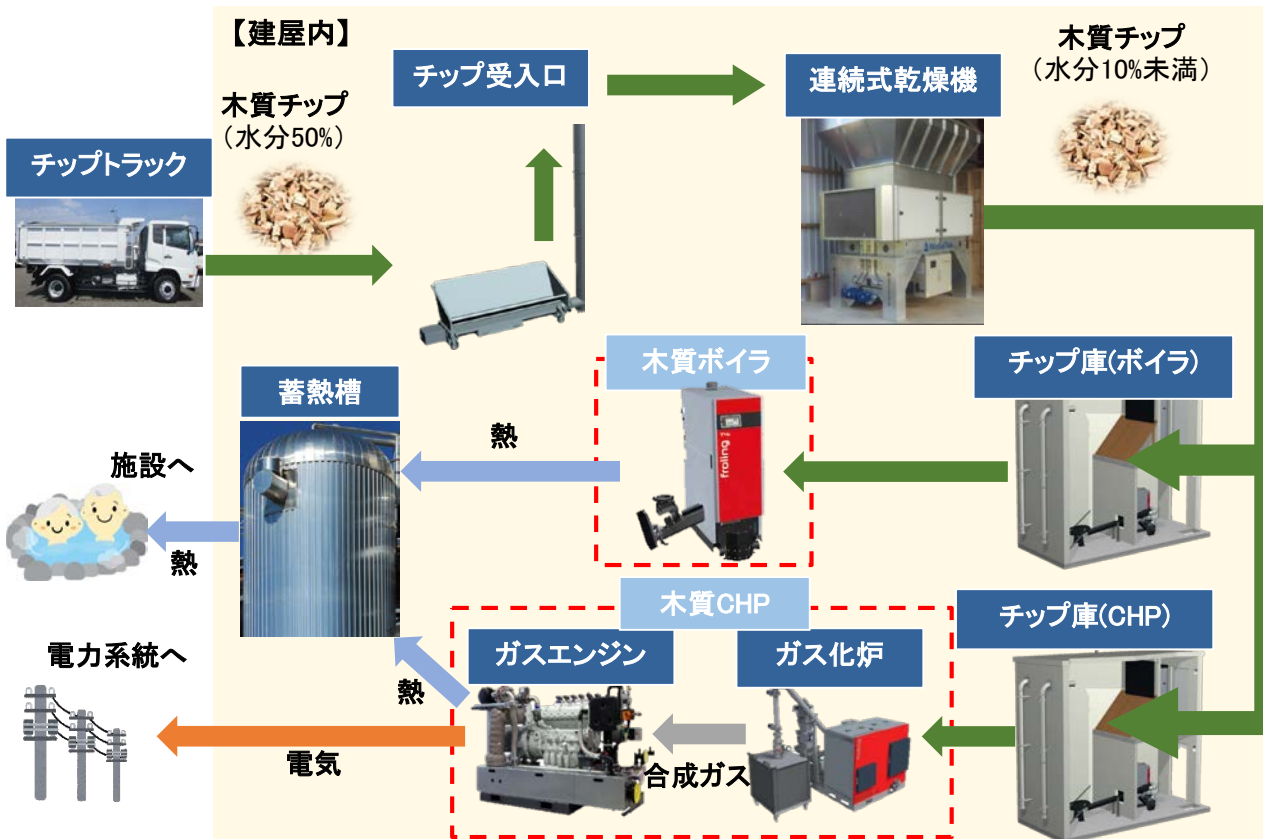 【建屋内】
チップ受入口
連続式乾燥機
木質チップ
（水分10%未満）
木質チップ
（水分50%）
チップトラック
木質ボイラ
チップ庫(ボイラ)
蓄熱槽
熱
froling
施設へ
熱
木質CHP
チップ庫(CHP)
ガスエンジン
ガス化炉
電力系統へ
熱
電気
合成ガス